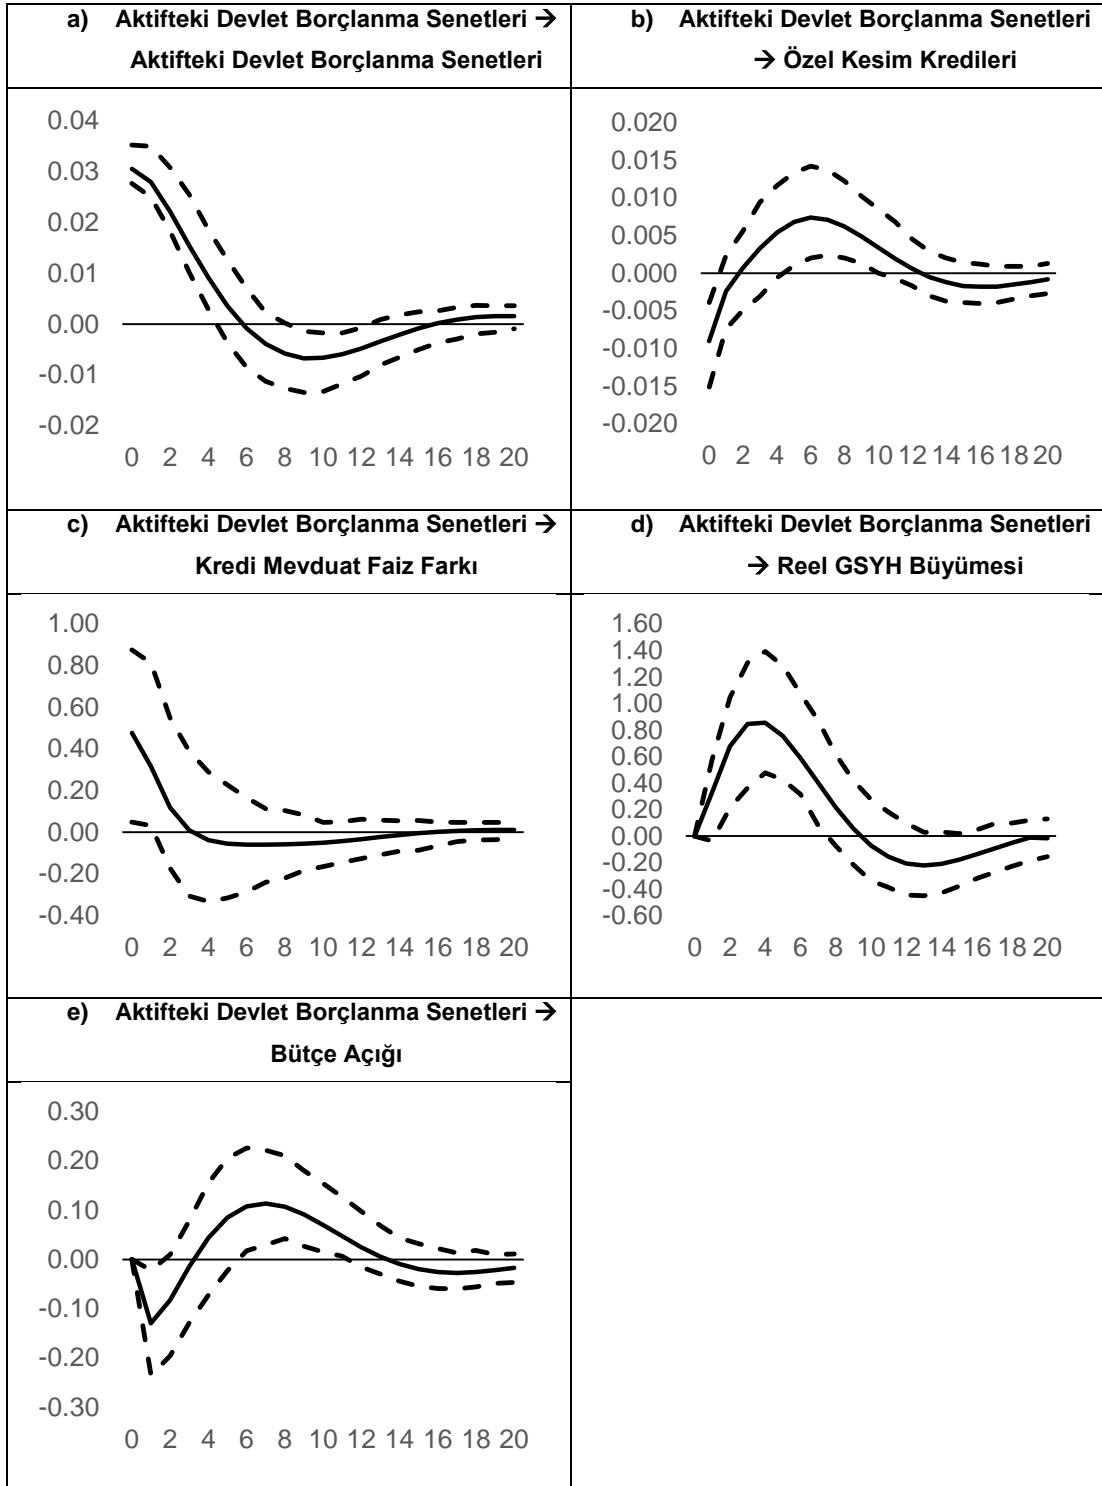 a) Aktifteki Devlet Borçlanma Senetleri →
Aktifteki Devlet Borçlanma Senetleri
b) Aktifteki Devlet Borçlanma Senetleri
→ Özel Kesim Kredileri
0.04
0.03
0.02
0.01
0.00
-0.01
-0.02
0 2 4 6 8 10 12 14 16 18 20
0.020
0.015
0.010
0.005
0.000
-0.005
-0.010
-0.015
-0.020
0 2 4 6 8 10 12 14 16 18 20
c) Aktifteki Devlet Borçlanma Senetleri →
Kredi Mevduat Faiz Farkı
d) Aktifteki Devlet Borçlanma Senetleri
→ Reel GSYH Büyümesi
1.00
0.80
0.60
0.40
0.20
0.00
-0.20
-0.40
0 2 4 6 8 10 12 14 16 18 20
1.60
1.40
1.20
1.00
0.80
0.60
0.40
0.20
0.00
-0.20
-0.40
-0.60
0 2 4 6 8 10 12 14 16 18 20
e) Aktifteki Devlet Borçlanma Senetleri →
Bütçe Açığı
0.30
0.20
0.10
0.00
-0.10
-0.20
-0.30
0 2 4 6 8 10 12 14 16 18 20